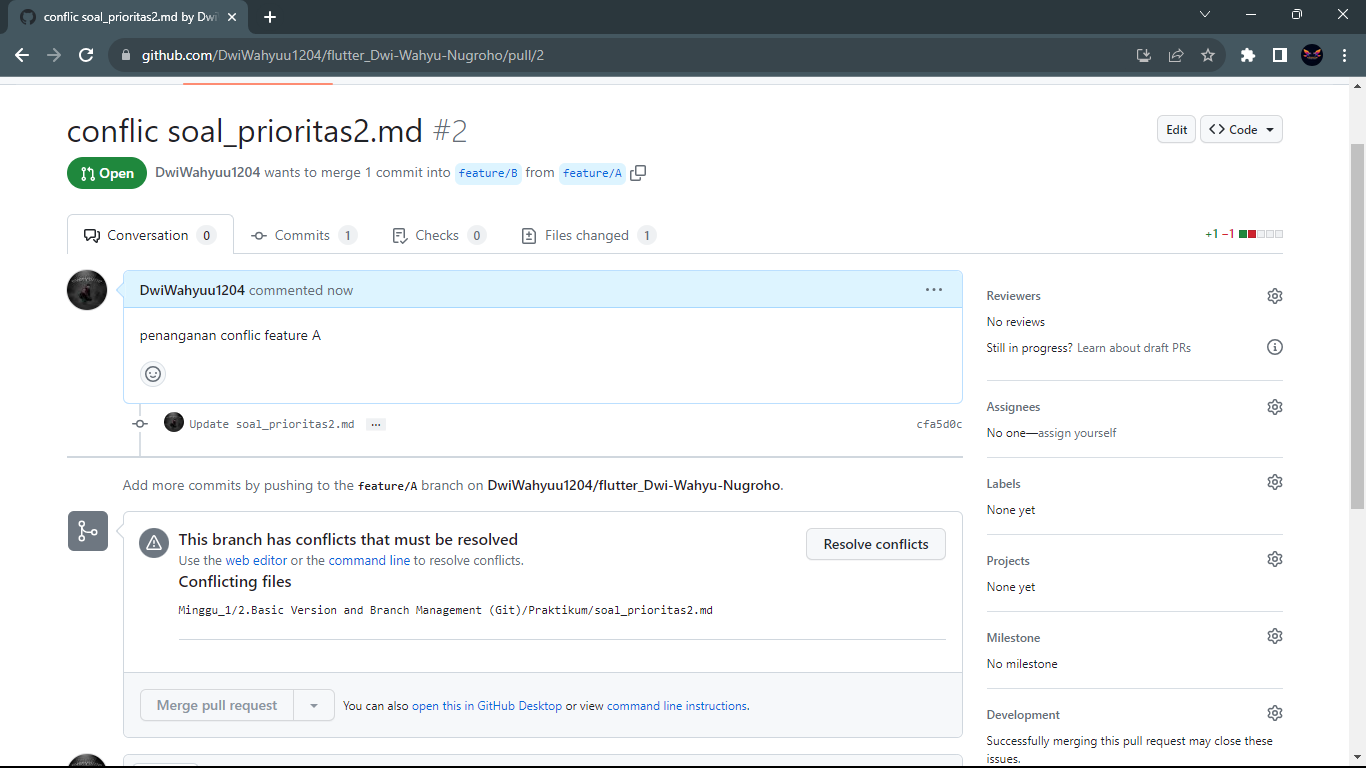 conflic soal_prioritas2.md by Dwi
github.com/DwiWahyuu1204/flutter_Dwi-Wahyu-Nugroho/pull/2
conflic soal_prioritas2.md #2
Edit
Code
Open
DwiWahyuu1204 wants to merge 1 commit into feature/B from feature/A
Conversation 0
Commits 1
Checks 0
Files changed 1
+1 −1
DwiWahyuu1204 commented now
penanganan conflic feature A
Update soal_prioritas2.md ...
cfa5d0c
Add more commits by pushing to the feature/A branch on DwiWahyuu1204/flutter_Dwi-Wahyu-Nugroho.
This branch has conflicts that must be resolved
Use the web editor or the command line to resolve conflicts.
Resolve conflicts
Conflicting files
Minggu_1/2.Basic Version and Branch Management (Git)/Praktikum/soal_prioritas2.md
Merge pull request
You can also open this in GitHub Desktop or view command line instructions.
Reviewers
No reviews
Still in progress? Learn about draft PRs
Assignees
No one—assign yourself
Labels
None yet
Projects
None yet
Milestone
No milestone
Development
Successfully merging this pull request may close these
issues.